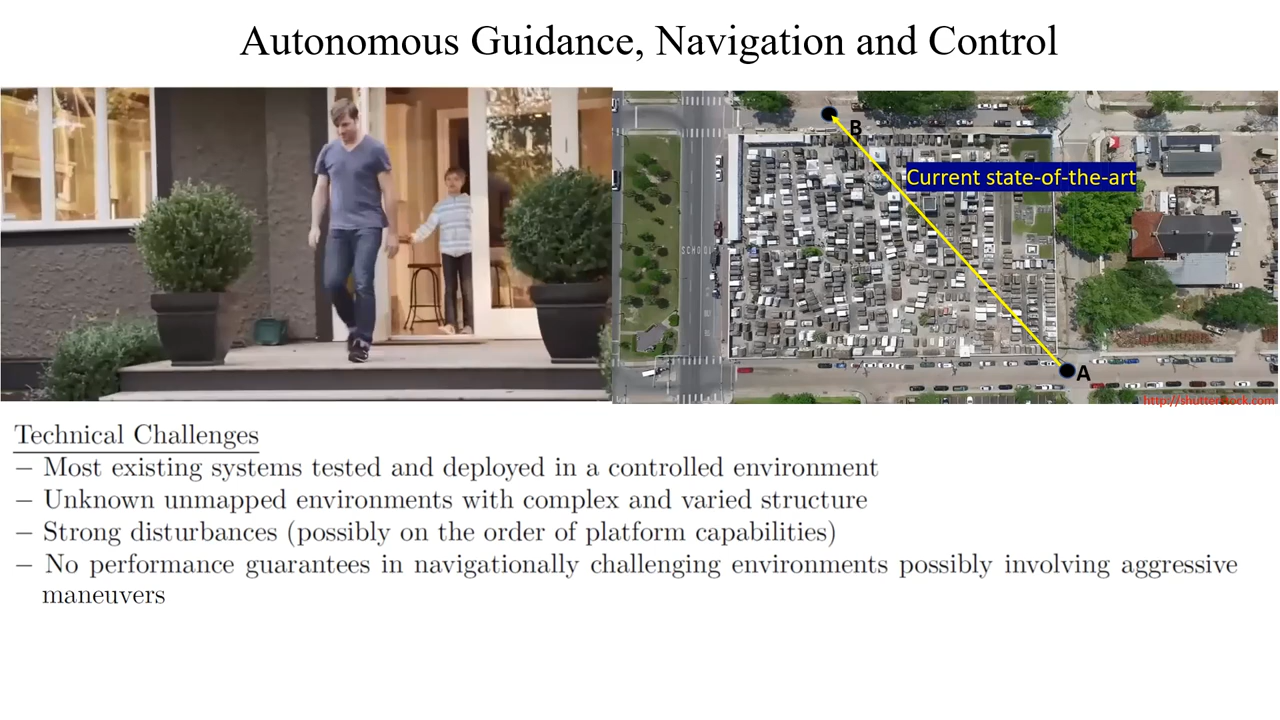 Autonomous Guidance, Navigation and Control
B
Current state-of-the-art
SCHOOL
A
Technical Challenges
– Most existing systems tested and deployed in a controlled environment
– Unknown unmapped environments with complex and varied structure
– Strong disturbances (possibly on the order of platform capabilities)
– No performance guarantees in navigationally challenging environments possibly involving aggressive
maneuvers